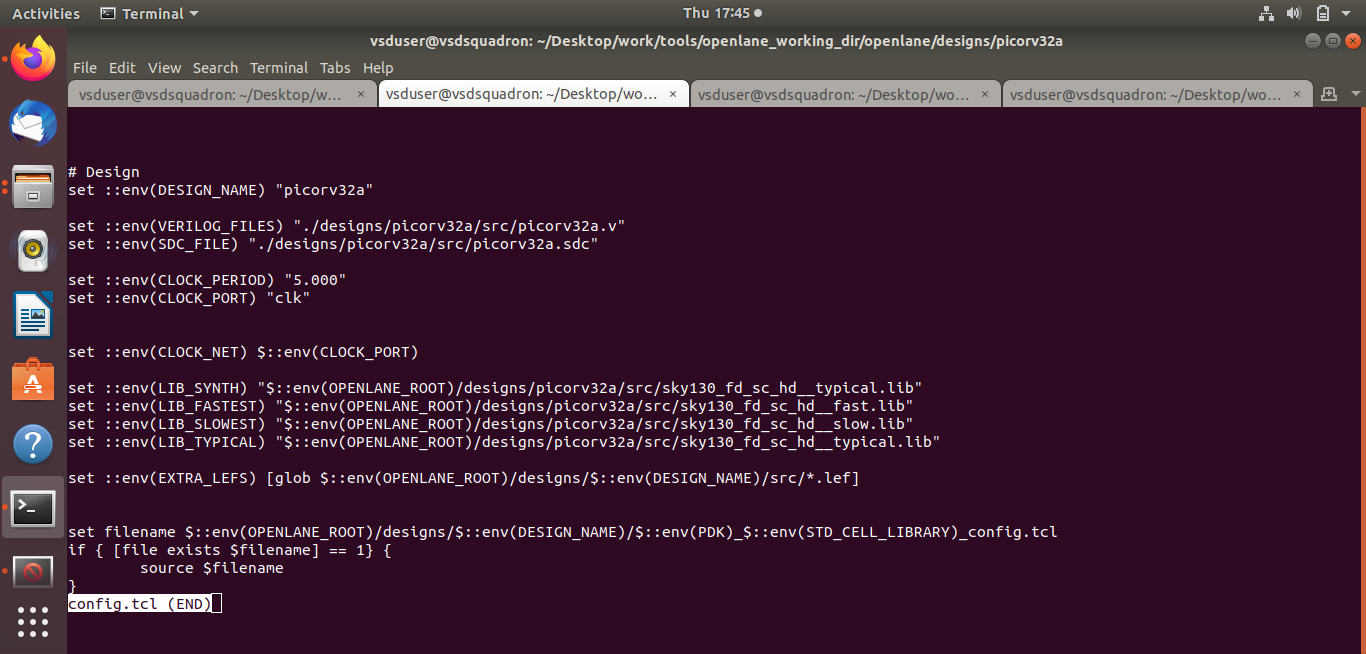 Activities
Terminal
Thu 17:45
vsduser@vsdsquadron: ~/Desktop/work/tools/openlane_working_dir/openlane/designs/picorv32a
File Edit View Search Terminal Tabs Help
vsduser@vsdsquadron: ~/Desktop/w... × vsduser@vsdsquadron: ~/Desktop/wo... × vsduser@vsdsquadron: ~/Desktop/wo... × vsduser@vsdsquadron: ~/Desktop/wo... ×
# Design
set ::env(DESIGN_NAME) "picorv32a"
set ::env(VERILOG_FILES) "./designs/picorv32a/src/picorv32a.v"
set ::env(SDC_FILE) "./designs/picorv32a/src/picorv32a.sdc"
set ::env(CLOCK_PERIOD) "5.000"
set ::env(CLOCK_PORT) "clk"
set ::env(CLOCK_NET) $::env(CLOCK_PORT)
set ::env(LIB_SYNTH) "$::env(OPENLANE_ROOT)/designs/picorv32a/src/sky130_fd_sc_hd__typical.lib"
set ::env(LIB_FASTEST) "$::env(OPENLANE_ROOT)/designs/picorv32a/src/sky130_fd_sc_hd__fast.lib"
set ::env(LIB_SLOWEST) "$::env(OPENLANE_ROOT)/designs/picorv32a/src/sky130_fd_sc_hd__slow.lib"
set ::env(LIB_TYPICAL) "$::env(OPENLANE_ROOT)/designs/picorv32a/src/sky130_fd_sc_hd__typical.lib"
set ::env(EXTRA_LEFS) [glob $::env(OPENLANE_ROOT)/designs/$::env(DESIGN_NAME)/src/*.lef]
set filename $::env(OPENLANE_ROOT)/designs/$::env(DESIGN_NAME)/$::env(PDK)_$::env(STD_CELL_LIBRARY)_config.tcl
if { [file exists $filename] == 1} {
        source $filename
}
config.tcl (END)